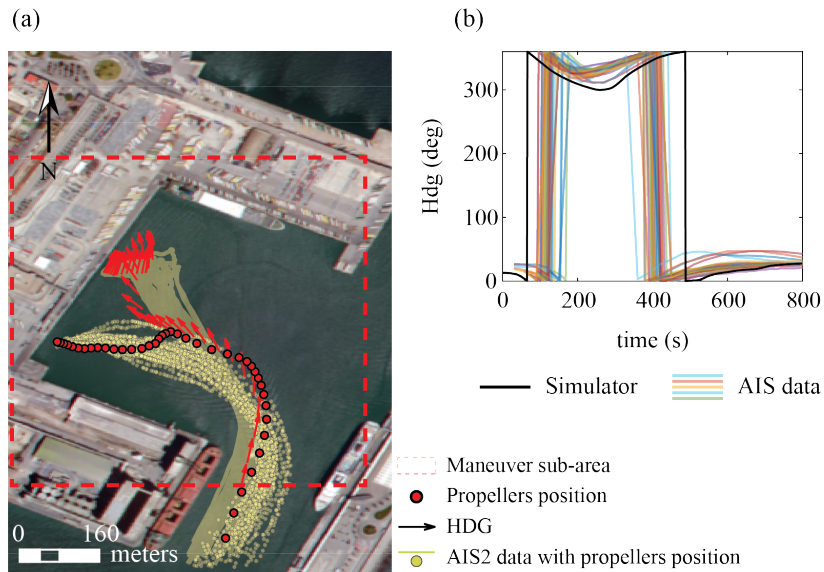 (a)
(b)
N
0 160
meters
Hdg (deg)
300
200
100
0
0 200 400 600 800
time (s)
Simulator
AIS data
Maneuver sub-area
Propellers position
HDG
AIS2 data with propellers position